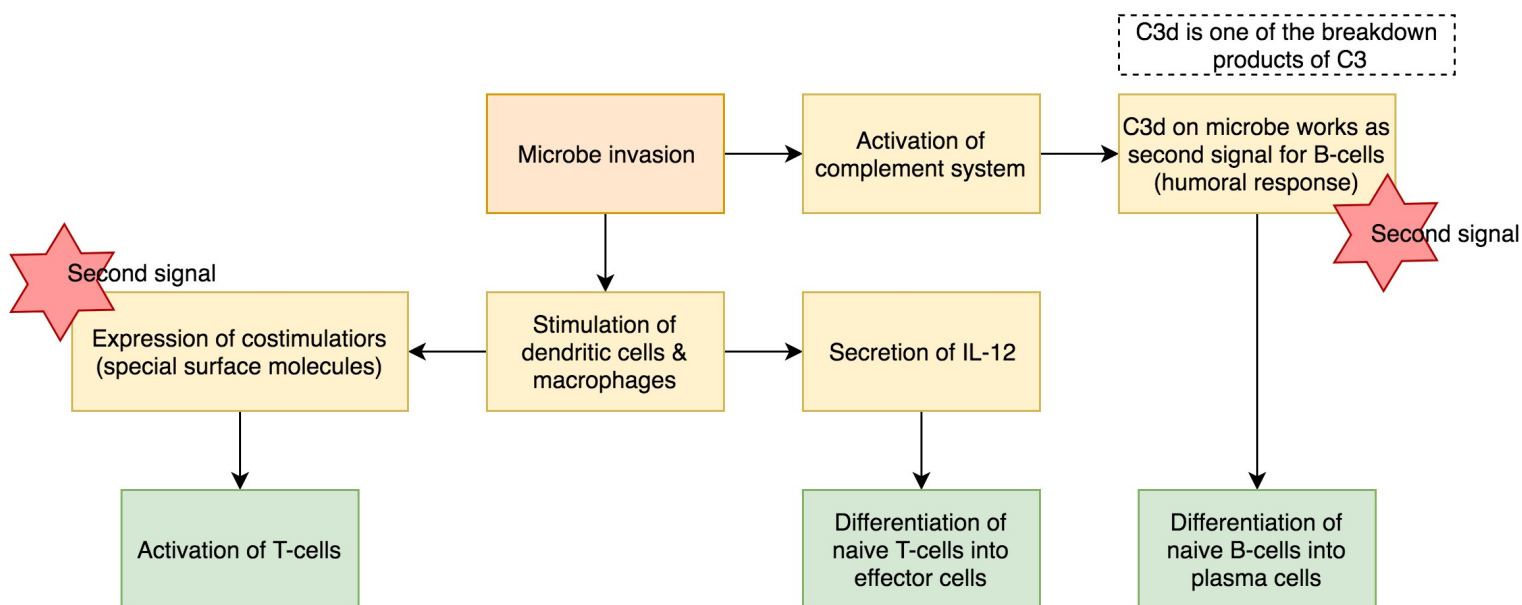 C3d is one of the breakdown
products of C3
Microbe invasion
Activation of
complement system
C3d on microbe works as
second signal for B-cells
(humoral response)
Second signal
Second signal
Expression of costimulatiors
(special surface molecules)
Stimulation of
dendritic cells &
macrophages
Secretion of IL-12
Activation of T-cells
Differentiation of
naive T-cells into
effector cells
Differentiation of
naive B-cells into
plasma cells